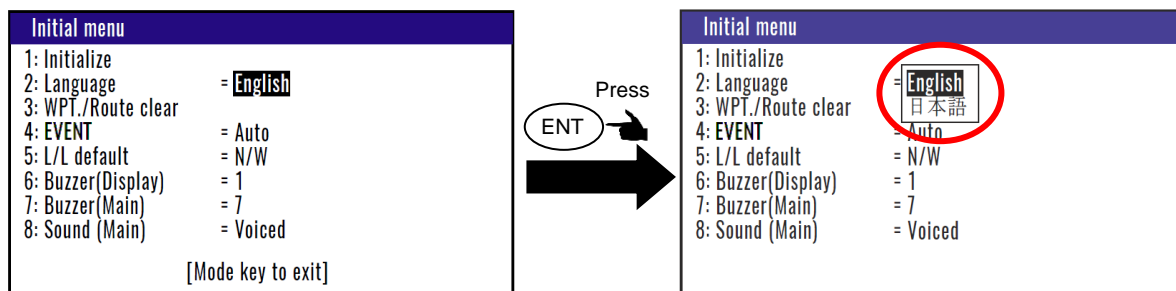 Initial menu
1: Initialize
2: Language = English
3: WPT./Route clear
4: EVENT = Auto
5: L/L default = N/W
6: Buzzer(Display) = 1
7: Buzzer(Main) = 7
8: Sound (Main) = Voiced
[Mode key to exit]
Press
ENT
Initial menu
1: Initialize
2: Language = English
3: WPT./Route clear 日本語
4: EVENT = Auto
5: L/L default = N/W
6: Buzzer(Display) = 1
7: Buzzer(Main) = 7
8: Sound (Main) = Voiced